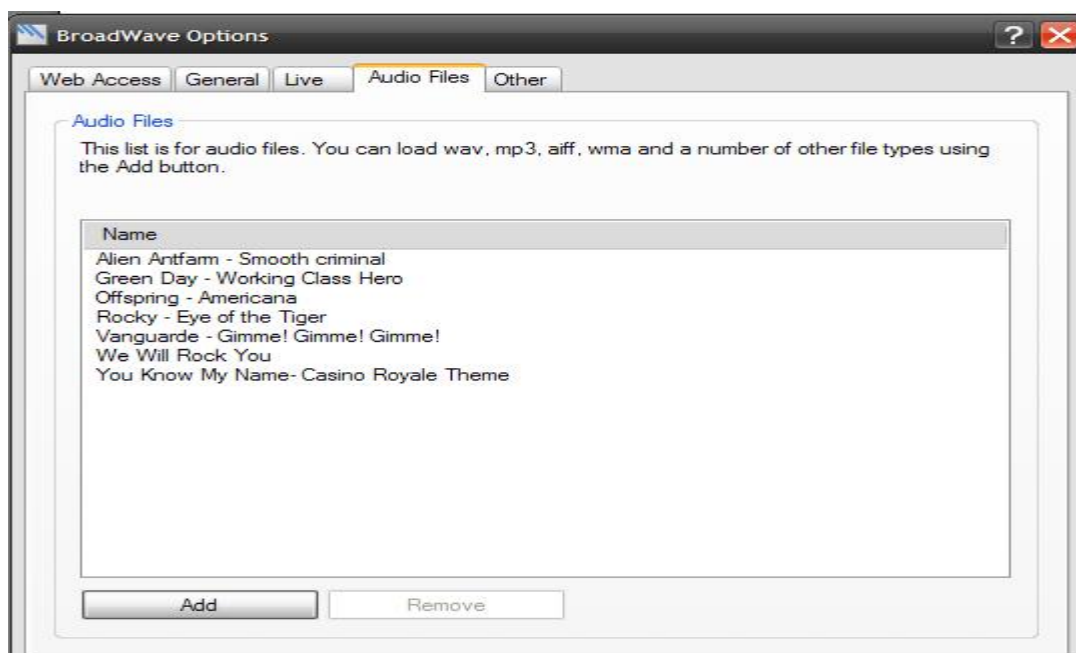 BroadWave Options
?
Web Access
General
Live
Audio Files
Other
Audio Files
This list is for audio files. You can load wav, mp3, aiff, wma and a number of other file types using
the Add button.
Name
Alien Antfarm - Smooth criminal
Green Day - Working Class Hero
Offspring - Americana
Rocky - Eye of the Tiger
Vanguarde - Gimme! Gimme! Gimme!
We Will Rock You
You Know My Name- Casino Royale Theme
Add
Remove